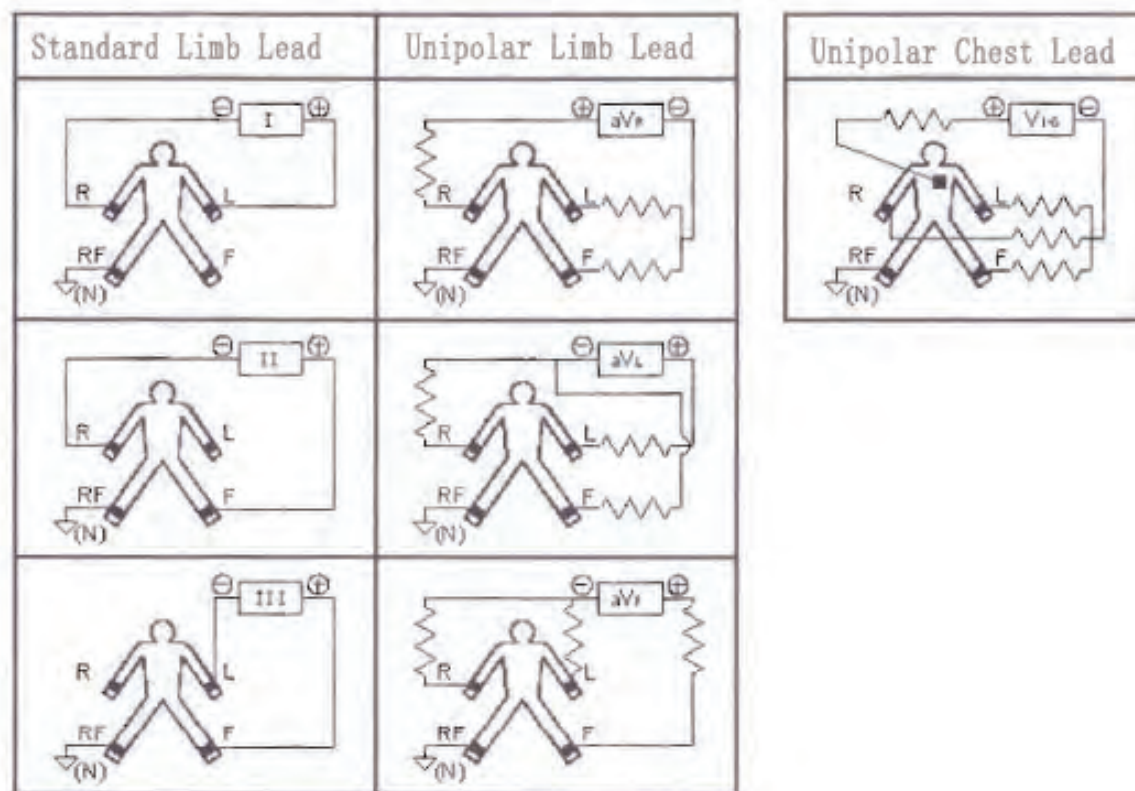 Standard Limb Lead
Unipolar Limb Lead
Unipolar Chest Lead
I
R
L
RF
F
(N)
aVR
R
L
RF
F
(N)
V1-6
R
L
RF
F
(N)
II
R
L
RF
F
(N)
aVL
R
L
RF
F
(N)
III
R
L
RF
F
(N)
aVF
R
L
RF
F
(N)